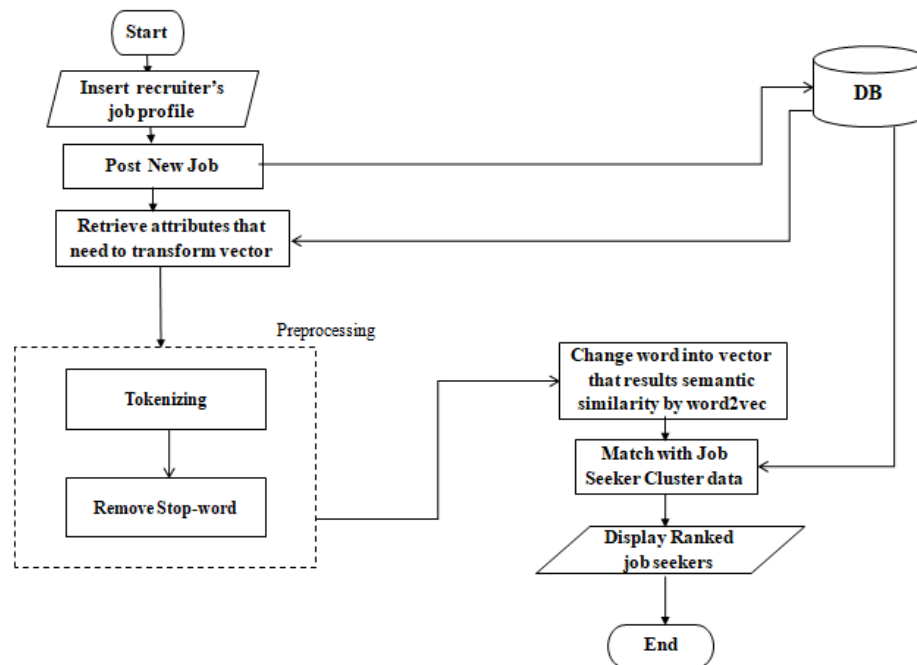 Start
Insert recruiter's
job profile
DB
Post New Job
Retrieve attributes that
need to transform vector
Preprocessing
Tokenizing
Remove Stop-word
Change word into vector
that results semantic
similarity by word2vec
Match with Job
Seeker Cluster data
Display Ranked
job seekers
End